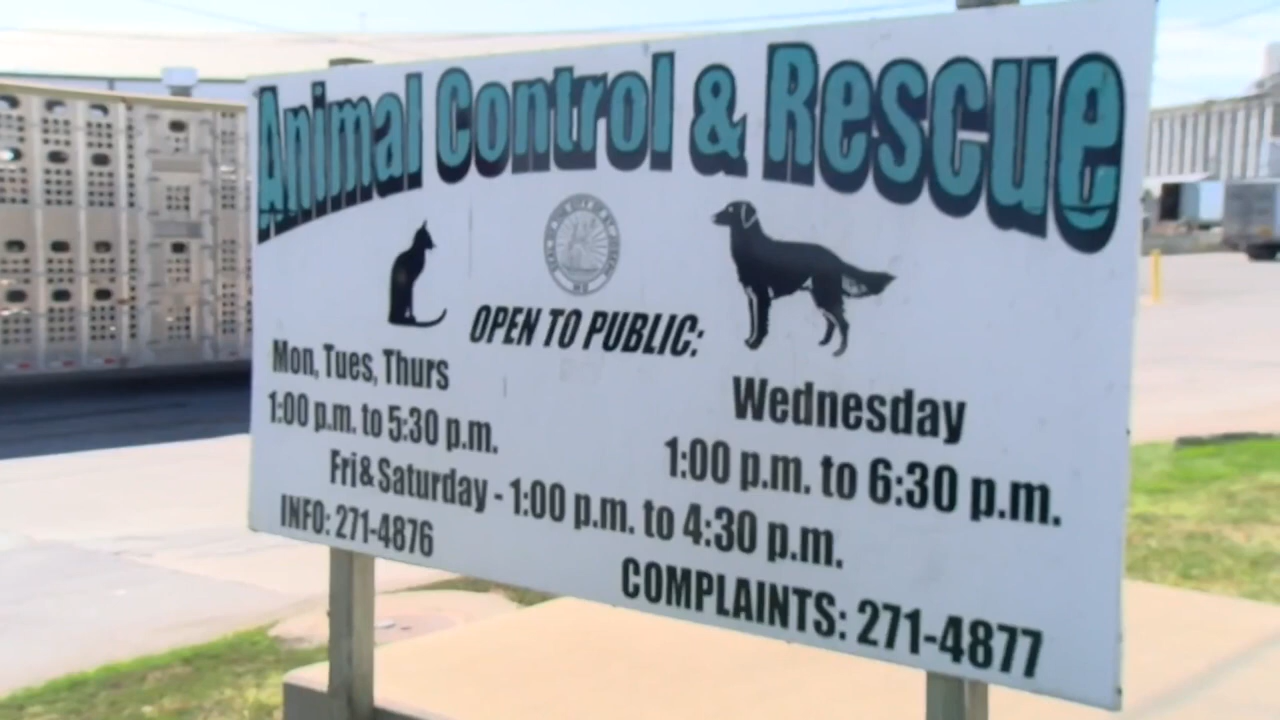 Animal Control & Rescue
OPEN TO PUBLIC:
Mon, Tues, Thurs
1:00 p.m. to 5:30 p.m.
Wednesday
1:00 p.m. to 6:30 p.m.
Fri & Saturday - 1:00 p.m. to 4:30 p.m.
INFO: 271-4876
COMPLAINTS: 271-4877